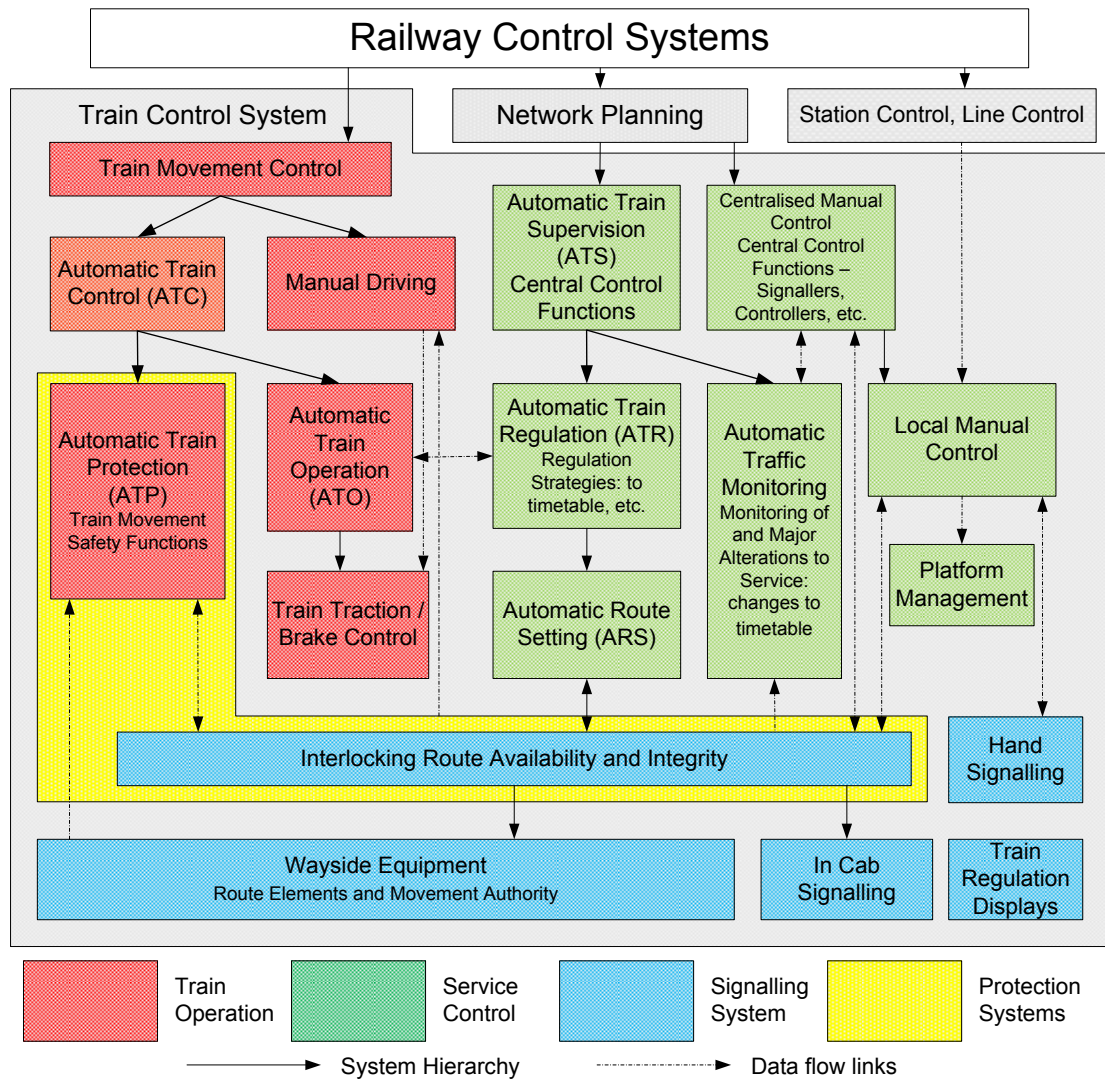 Railway Control Systems
Train Control System
Network Planning
Station Control, Line Control
Train Movement Control
Automatic Train
Supervision
(ATS)
Central Control
Functions
Centralised Manual
Control
Central Control
Functions –
Signallers,
Controllers, etc.
Automatic Train
Control (ATC)
Manual Driving
Automatic Train
Protection
(ATP)
Train Movement
Safety Functions
Automatic
Train
Operation
(ATO)
Automatic Train
Regulation (ATR)
Regulation
Strategies: to
timetable, etc.
Automatic
Traffic
Monitoring
Monitoring of
and Major
Alterations to
Service:
changes to
timetable
Local Manual
Control
Train Traction /
Brake Control
Automatic Route
Setting (ARS)
Platform
Management
Interlocking Route Availability and Integrity
Hand
Signalling
Wayside Equipment
Route Elements and Movement Authority
In Cab
Signalling
Train
Regulation
Displays
Train
Operation
Service
Control
Signalling
System
Protection
Systems
System Hierarchy
Data flow links